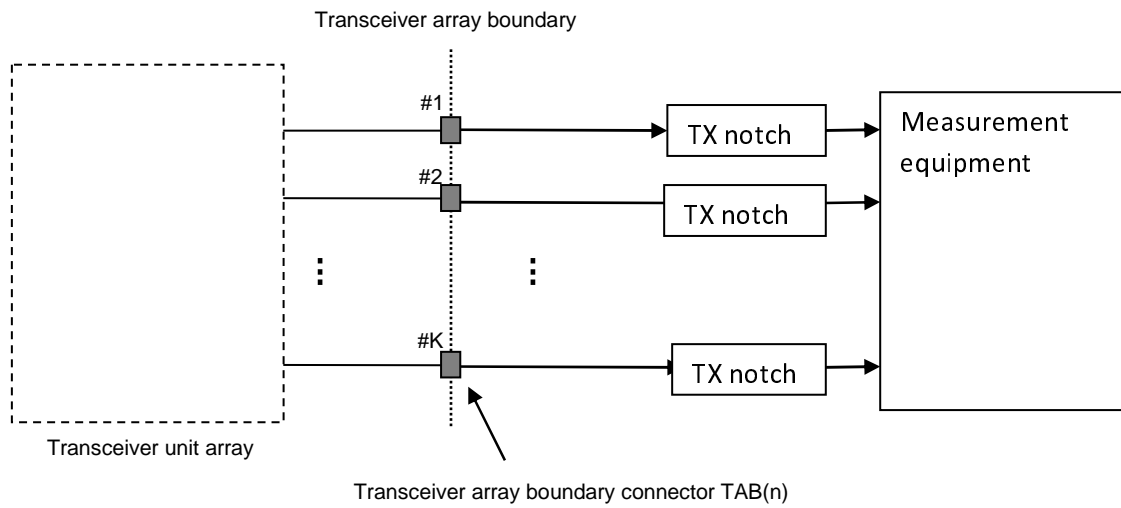 Transceiver array boundary
#1
TX notch
Measurement
equipment
#2
TX notch
#K
TX notch
Transceiver unit array
Transceiver array boundary connector TAB(n)